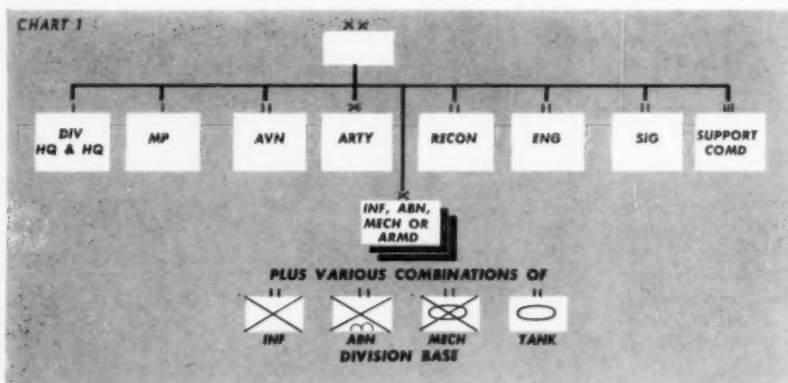 CHART 1
XX
DIV
HQ & HQ
MP
AVN
ARTY
RECON
ENG
SIG
SUPPORT
COMD
X
INF, ABN,
MECH OR
ARMD
PLUS VARIOUS COMBINATIONS OF
INF
ABN
MECH
TANK
DIVISION BASE